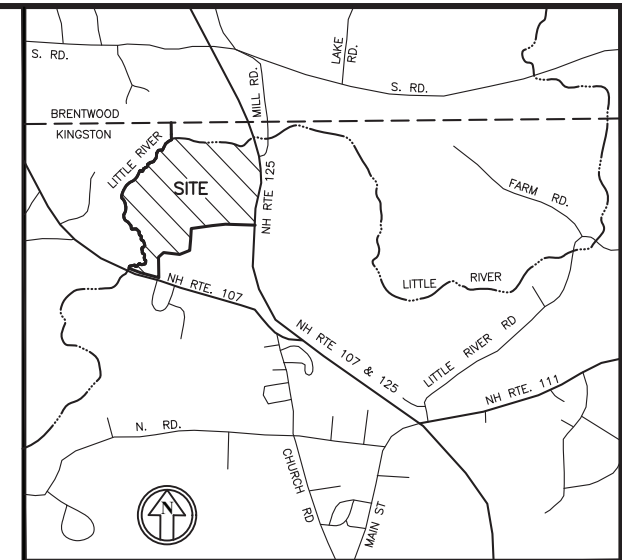 S. RD.
LAKE
RD.
MILL RD.
S. RD.
BRENTWOOD
KINGSTON
LITTLE RIVER
SITE
NH RTE 125
FARM RD.
NH RTE. 107
LITTLE RIVER
NH RTE 107 & 125
LITTLE RIVER RD
NH RTE. 111
N. RD.
CHURCH
RD
MAIN ST
N